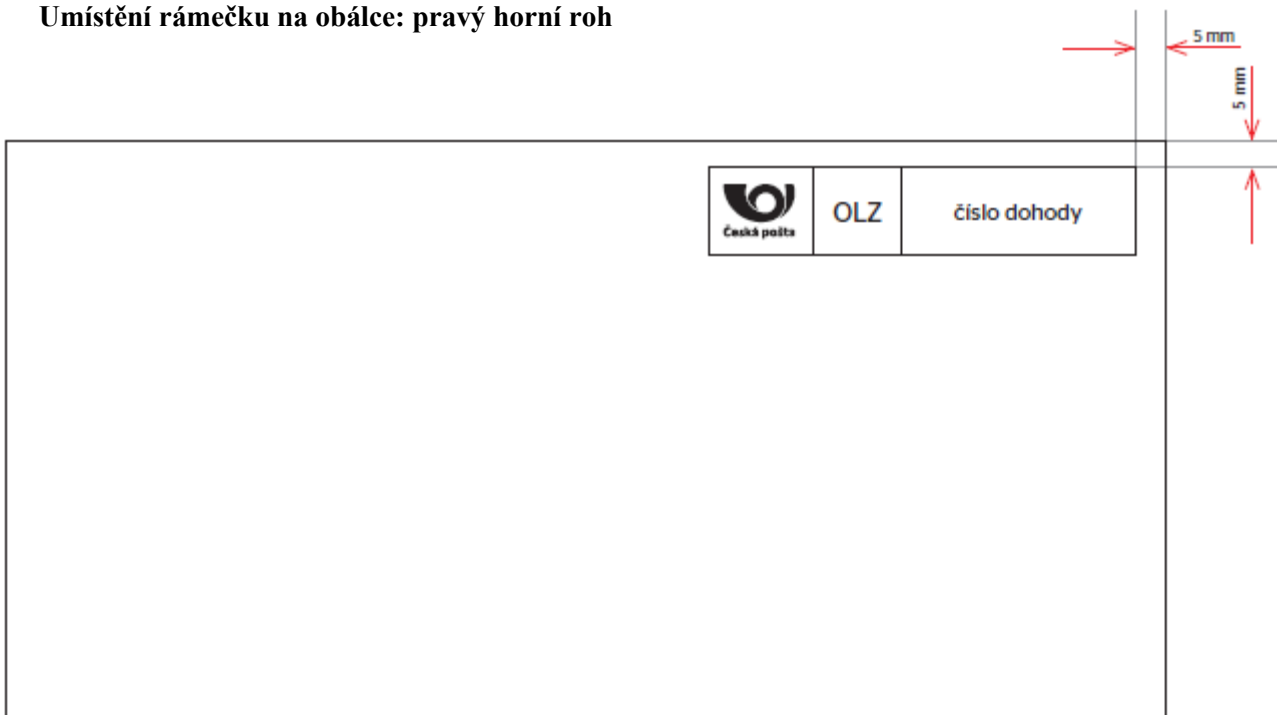 Umístění rámečku na obálce: pravý horní roh
5 mm
5 mm
Česká pošta
OLZ
číslo dohody